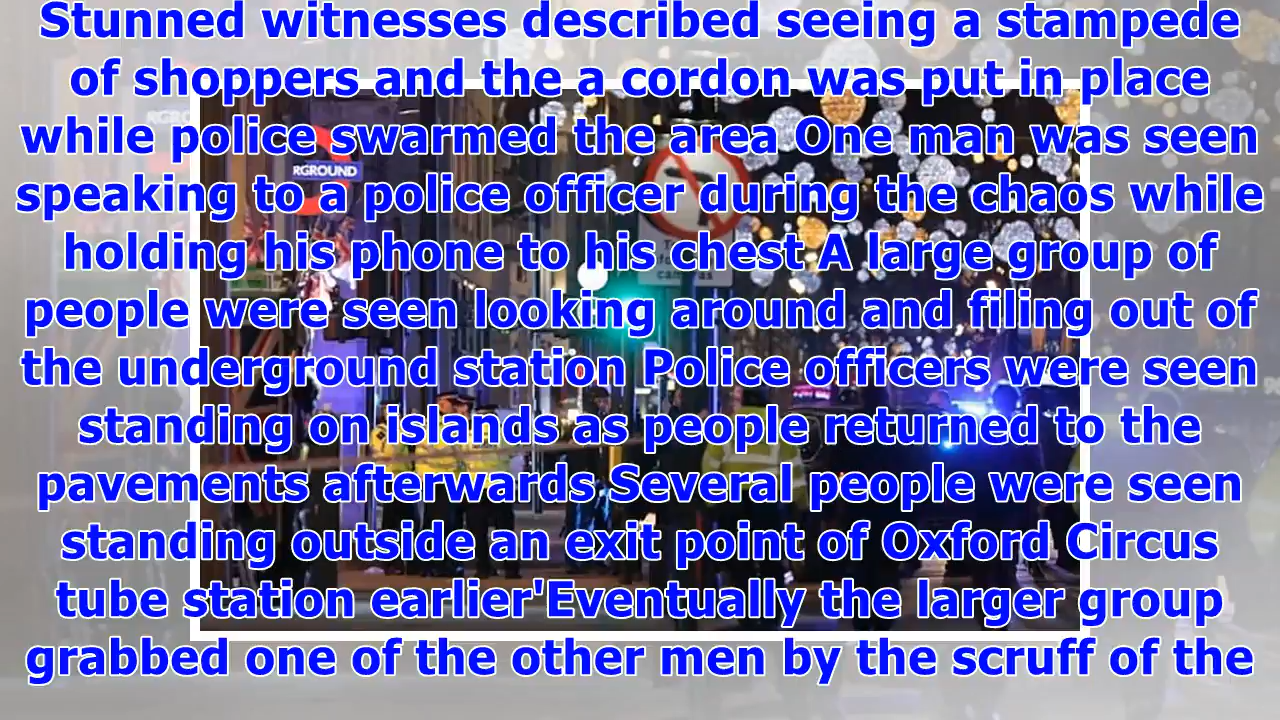 Stunned witnesses described seeing a stampede
of shoppers and the a cordon was put in place
while police swarmed the area One man was seen
speaking to a police officer during the chaos while
holding his phone to his chest A large group of
people were seen looking around and filing out of
the underground station Police officers were seen
standing on islands as people returned to the
pavements afterwards Several people were seen
standing outside an exit point of Oxford Circus
tube station earlier'Eventually the larger group
grabbed one of the other men by the scruff of the
RGROUND